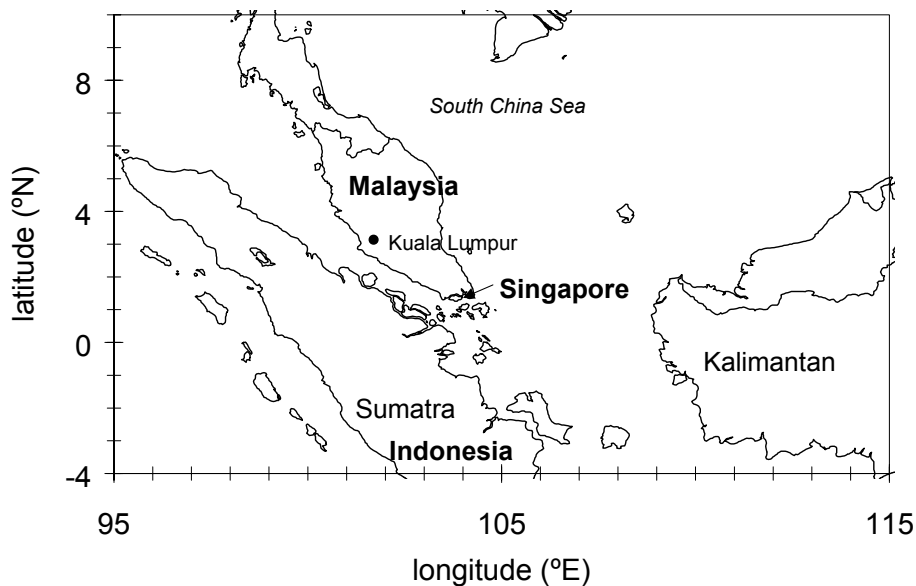 8
South China Sea
Malaysia
4
Kuala Lumpur
Singapore
latitude (ºN)
0
Kalimantan
Sumatra
Indonesia
-4
95
105
115
longitude (ºE)